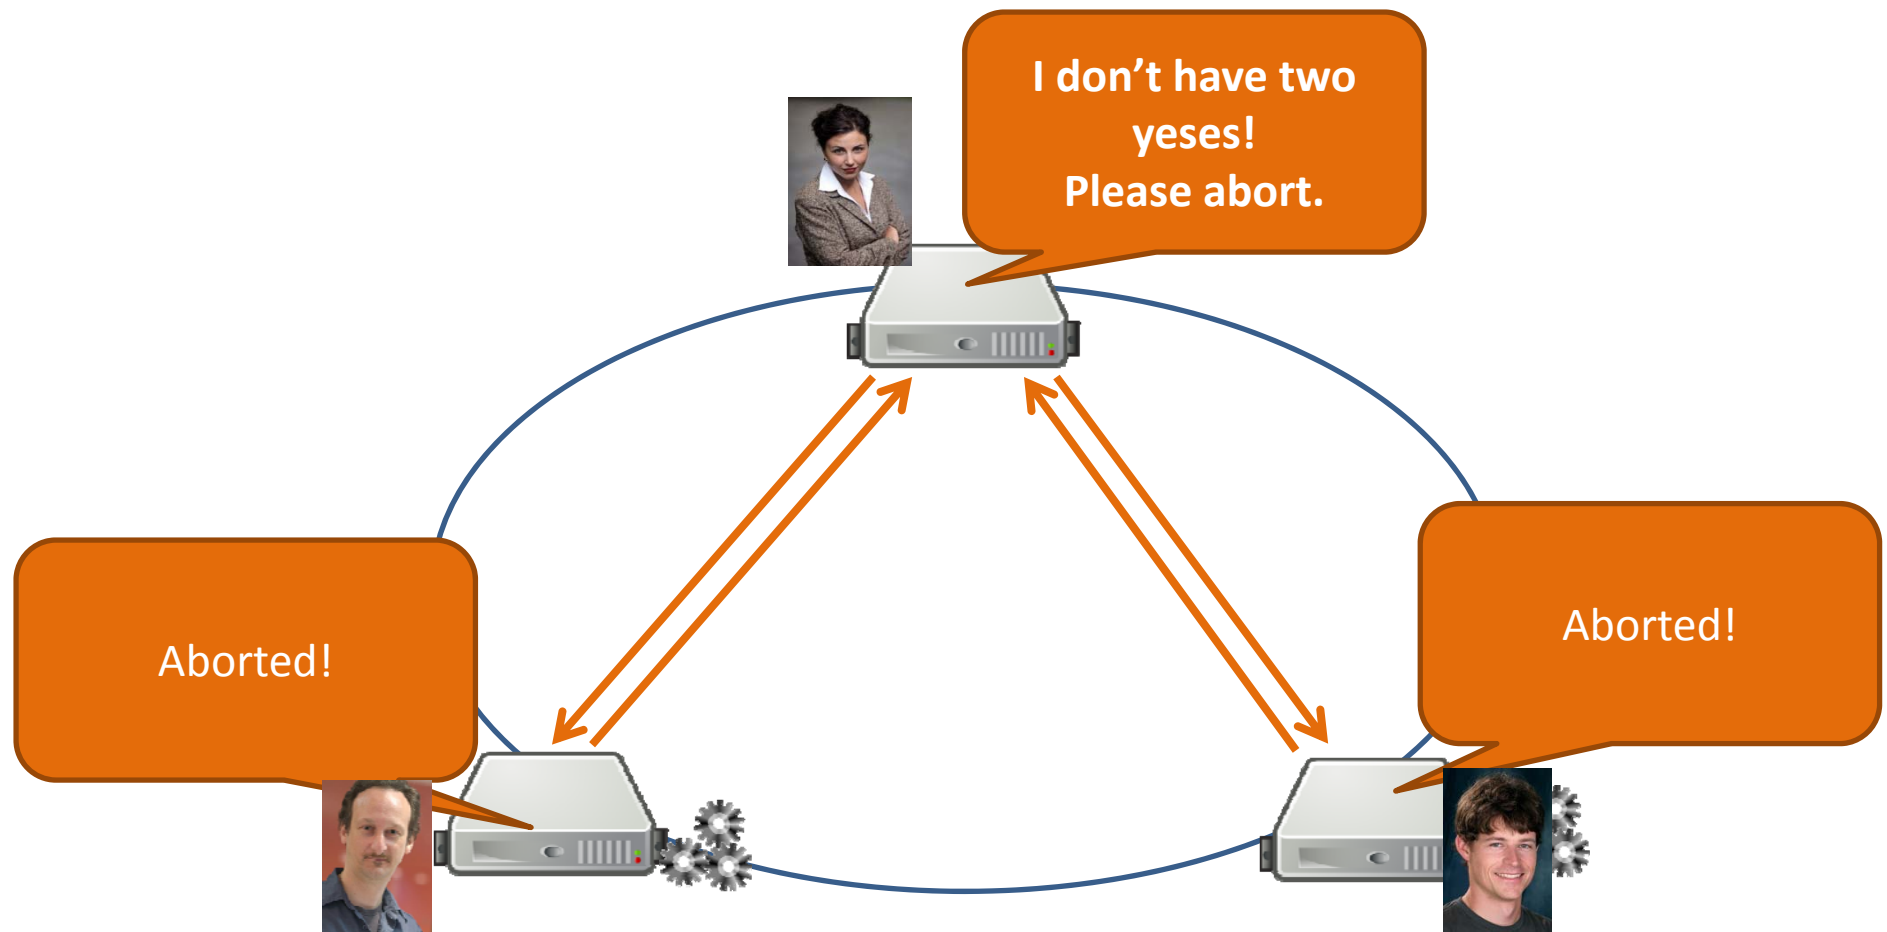 I don’t have two
yeses!
Please abort.
Aborted!
Aborted!